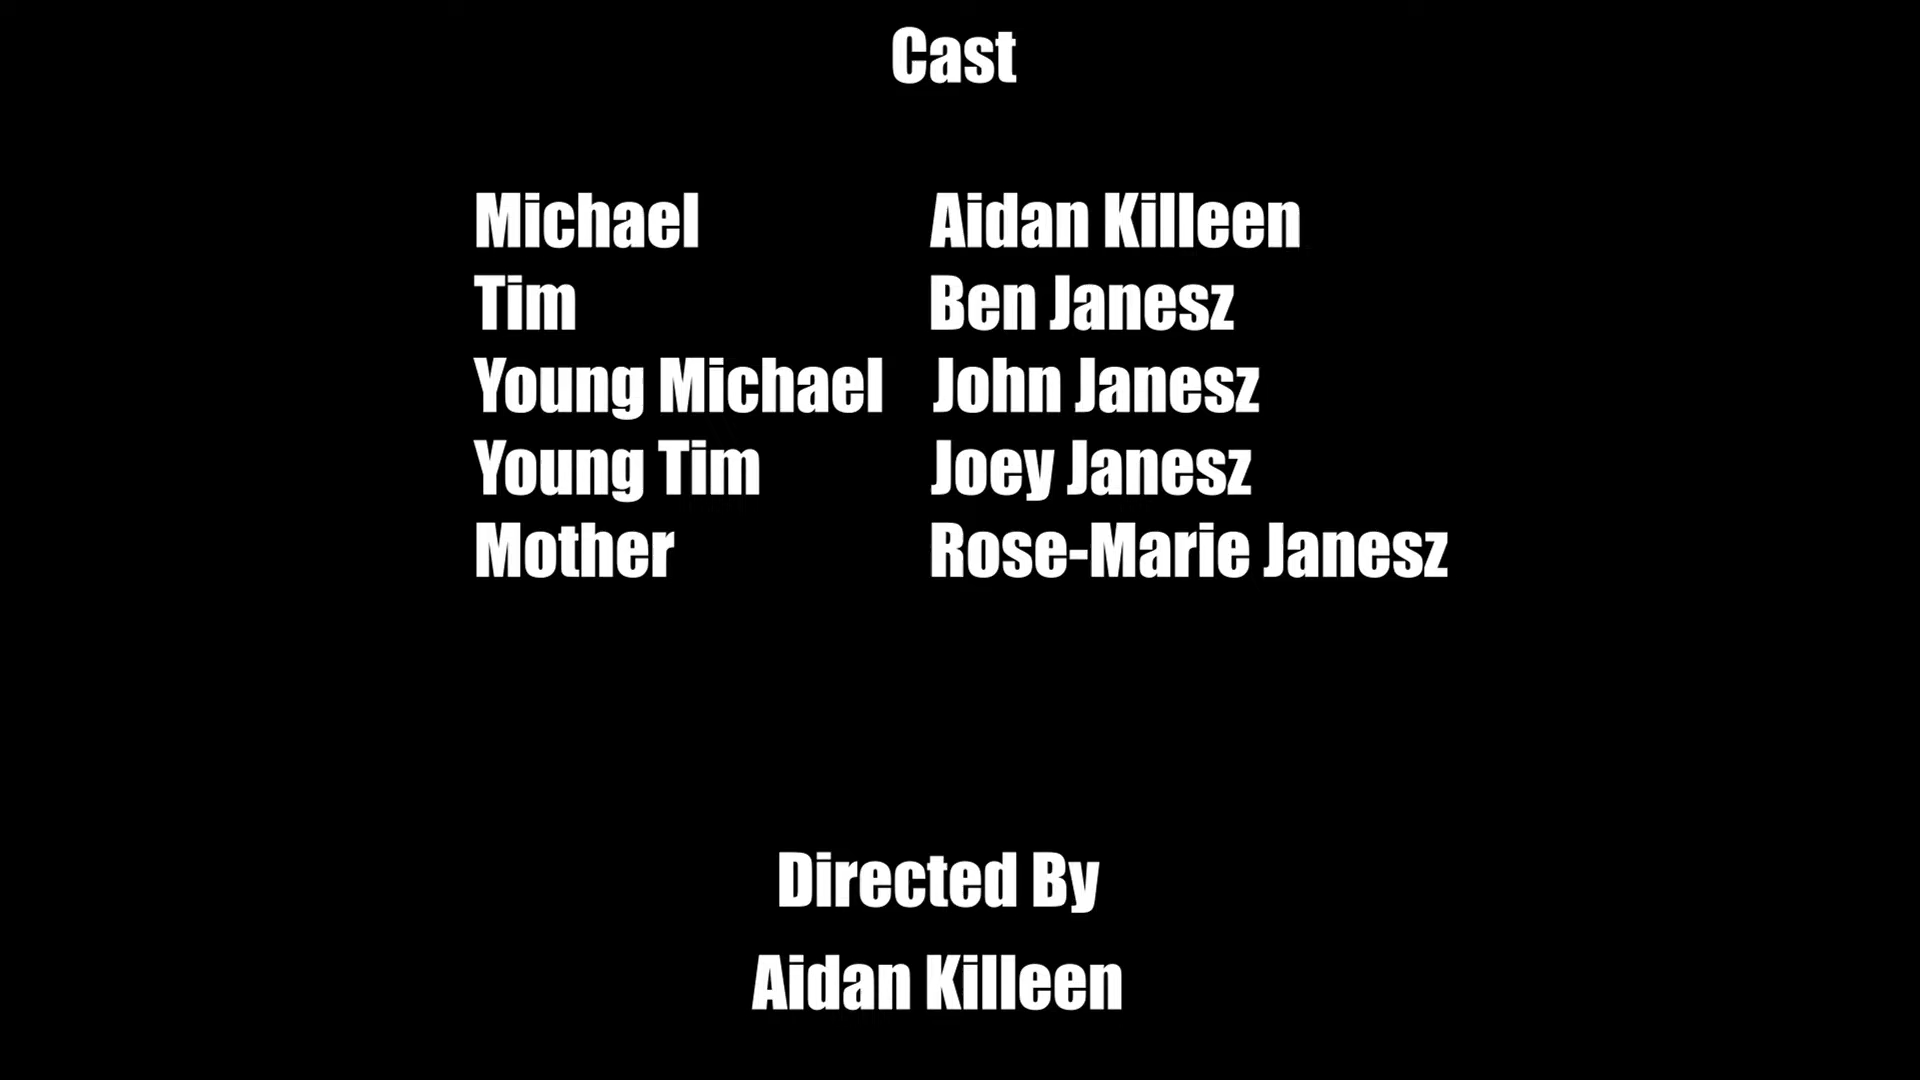 Cast
Michael Aidan Killeen
Tim Ben Janesz
Young Michael John Janesz
Young Tim Joey Janesz
Mother Rose-Marie Janesz
Directed By
Aidan Killeen